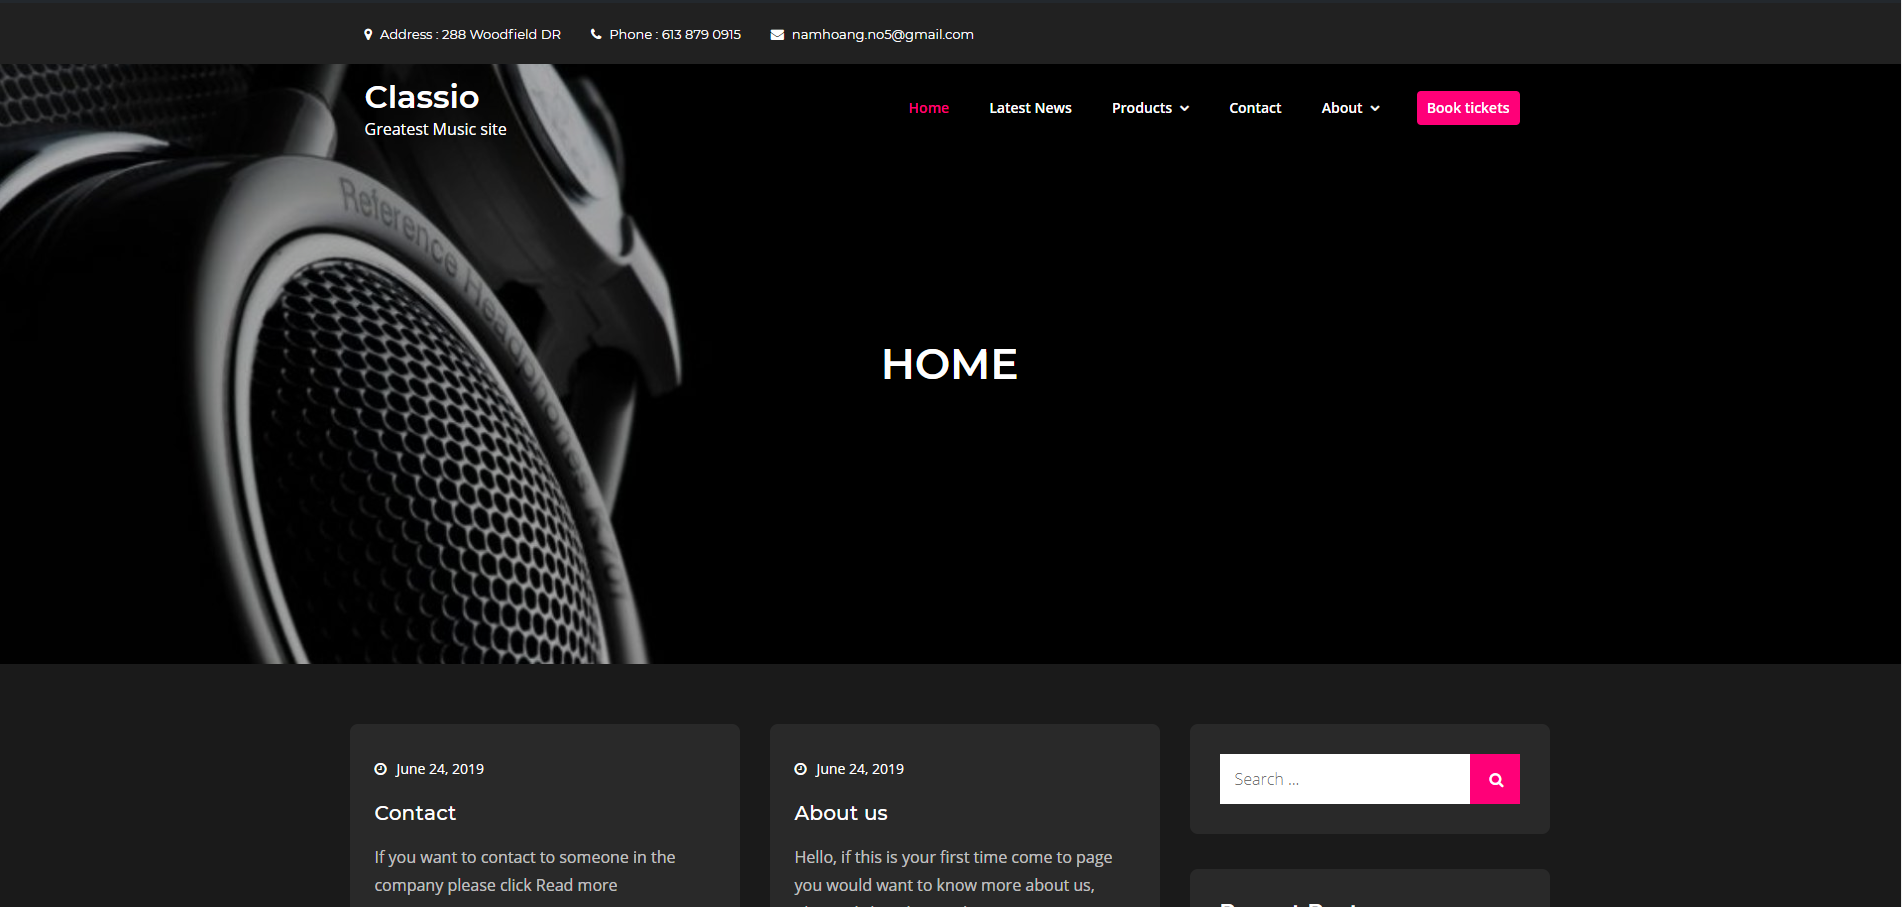 Address : 288 Woodfield DR Phone : 613 879 0915 namhoang.no5@gmail.com
Classio
Greatest Music site
Home Latest News Products Contact About Book tickets
Reference Headphones
HOME
June 24, 2019
Contact
If you want to contact to someone in the
company please click Read more
June 24, 2019
About us
Hello, if this is your first time come to page
you would want to know more about us,
Search ...